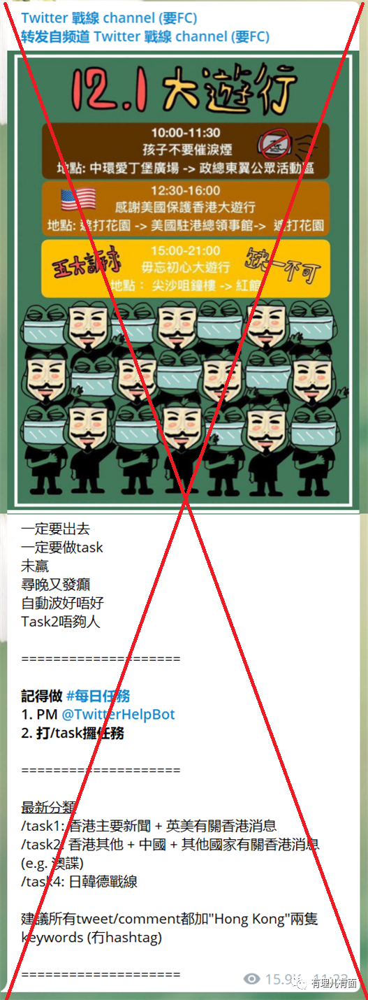 Twitter 戰線 channel (要FC)
转发自频道 Twitter 戰線 channel (要FC)
12.1 大遊行
10:00-11:30
孩子不要催淚煙
地點: 中環愛丁堡廣場 -> 政總東翼公眾活動區
12:30-16:00
感謝美國保護香港大遊行
地點: 遮打花園 -> 美國駐港總領事館-> 遮打花園
五大訴求
15:00-21:00
毋忘初心大遊行
缺一不可
地點： 尖沙咀鐘樓 -> 紅館
一定要出去
一定要做task
未贏
尋晚又發癲
自動波好唔好
Task2唔夠人
====================
記得做 #每日任務
1. PM @TwitterHelpBot
2. 打/task攞任務
====================
最新分類
/task1: 香港主要新聞 + 英美有關香港消息
/task2: 香港其他 + 中國 + 其他國家有關香港消息
(e.g. 澳諜)
/task4: 日韓德戰線
建議所有tweet/comment都加"Hong Kong"兩隻
keywords (冇hashtag)
====================
15.9K 11:23
有理儿有面